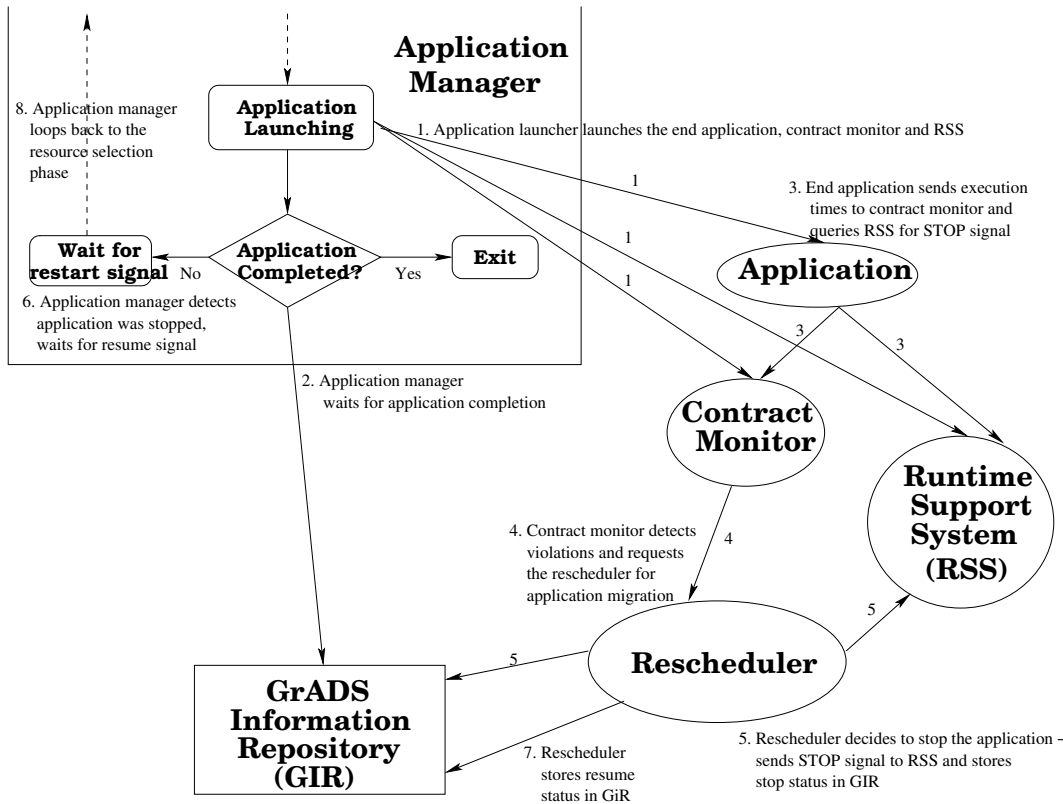 Application
Manager
8. Application manager
loops back to the
resource selection
phase
Application
Launching
1. Application launcher launches the end application, contract monitor and RSS
1
1
1
3. End application sends execution
times to contract monitor and
queries RSS for STOP signal
Wait for
restart signal
No
Application
Completed?
Yes
Exit
Application
6. Application manager detects
application was stopped,
waits for resume signal
3
3
2. Application manager
waits for application completion
Contract
Monitor
Runtime
Support
System
(RSS)
4. Contract monitor detects
violations and requests
the rescheduler for
application migration
4
5
Rescheduler
5
GrADS
Information
Repository
(GIR)
7. Rescheduler
stores resume
status in GiR
5. Rescheduler decides to stop the application –
sends STOP signal to RSS and stores
stop status in GIR